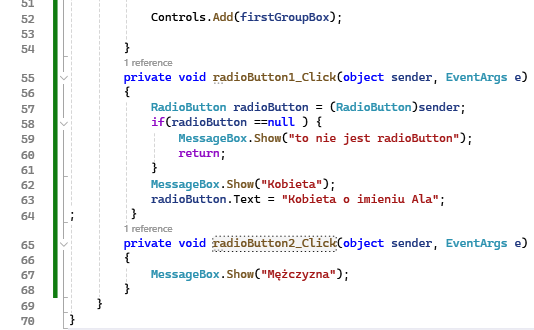 51
52 Controls.Add(firstGroupBox);
53
54 }
1 reference
55 private void radioButton1_Click(object sender, EventArgs e)
56 {
57 RadioButton radioButton = (RadioButton)sender;
58 if(radioButton ==null ) {
59 MessageBox.Show("to nie jest radioButton");
60 return;
61 }
62 MessageBox.Show("Kobieta");
63 radioButton.Text = "Kobieta o imieniu Ala";
64 ; }
1 reference
65 private void radioButton2_Click(object sender, EventArgs e)
66 {
67 MessageBox.Show("Mężczyzna");
68 }
69 }
70 }